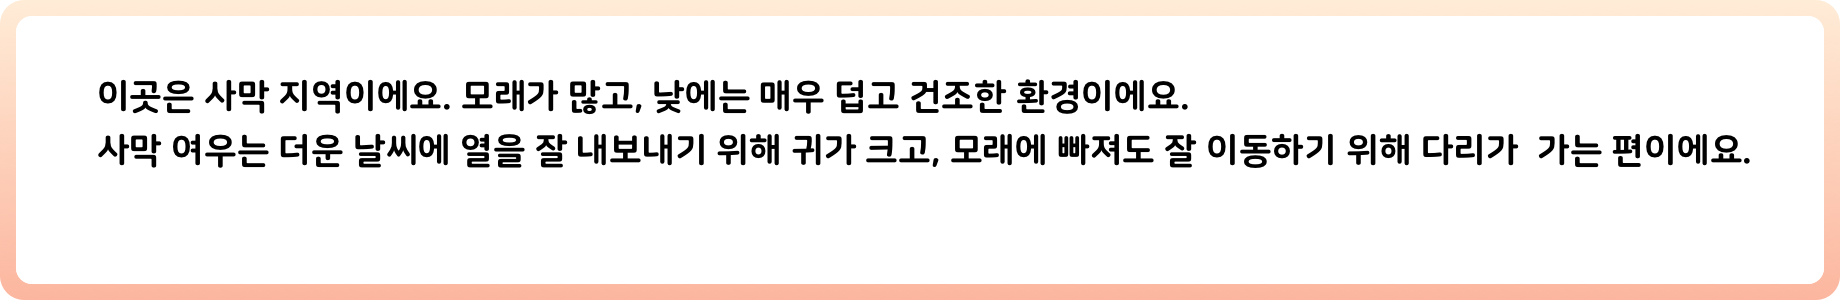 이곳은 사막 지역이에요. 모래가 많고, 낮에는 매우 덥고 건조한 환경이에요.
사막 여우는 더운 날씨에 열을 잘 내보내기 위해 귀가 크고, 모래에 빠져도 잘 이동하기 위해 다리가  가는 편이에요.